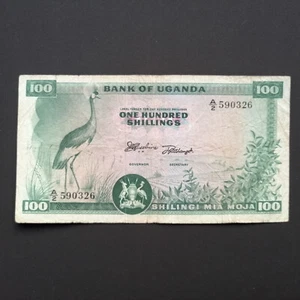 100 BANK OF UGANDA 100
ONE HUNDRED
SHILLINGS
A/2 590326
GOVERNOR SECRETARY
A/2 590326
100 SHILINGI MIA MOJA 100